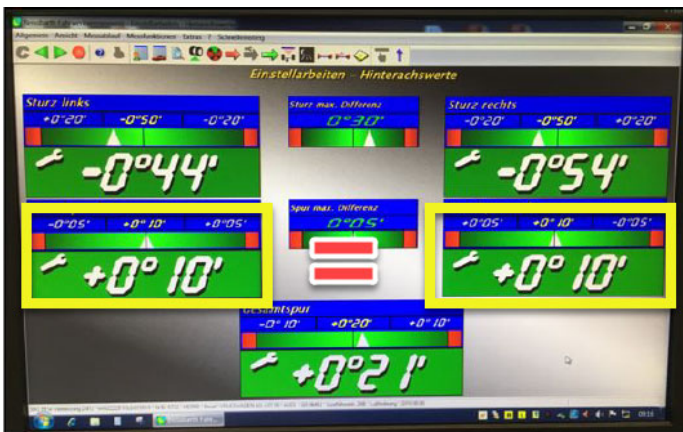 Allgemein Ansicht Messablauf Messfunktionen Extras ? Schnelleinstieg
Einstellarbeiten - Hinterachswerte
Sturz links
+0°20' -0°50' -0°20'
-0°44'
Sturz max. Differenz
0°30'
Sturz rechts
-0°20' -0°50' +0°20'
-0°54'
-0°05' +0°10' +0°05'
+0°10'
Spur max. Differenz
0°05'
+0°05' +0°10' -0°05'
+0°10'
Gesamtspur
-0°10' +0°20' +0°10'
+0°21'
09:16